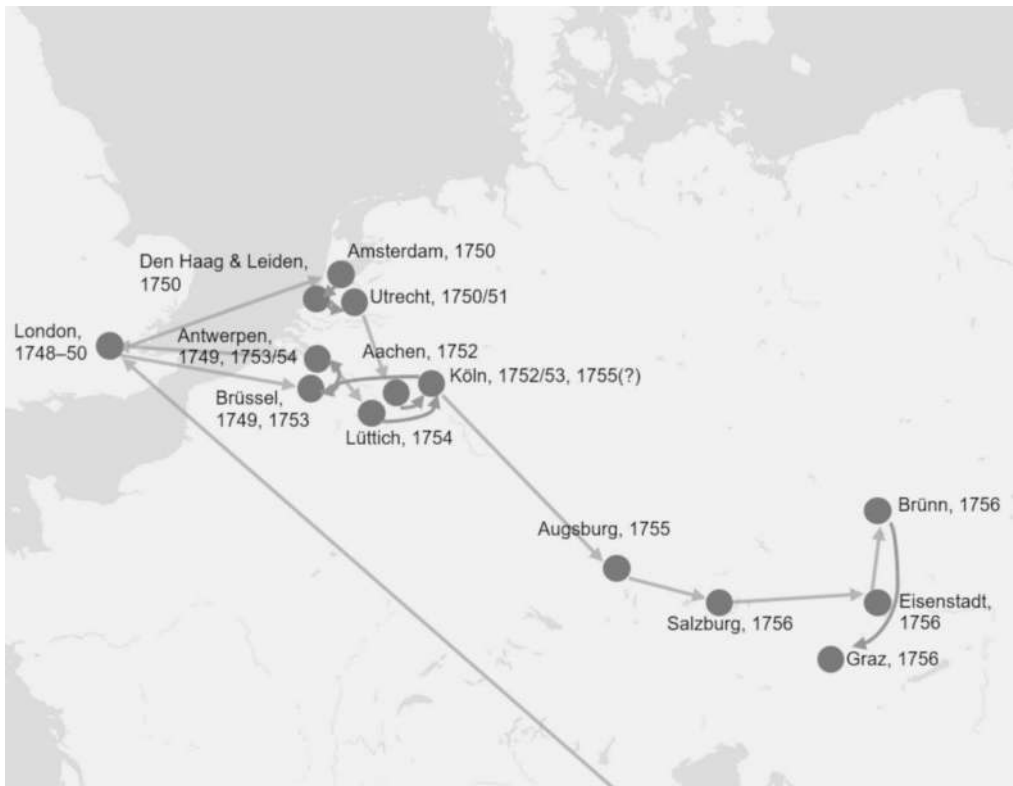 Amsterdam, 1750
Den Haag & Leiden,
1750
Utrecht, 1750/51
London,
1748–50
Antwerpen,
1749, 1753/54
Aachen, 1752
Köln, 1752/53, 1755(?)
Brüssel,
1749, 1753
Lüttich, 1754
Brünn, 1756
Augsburg, 1755
Eisenstadt,
1756
Salzburg, 1756
Graz, 1756